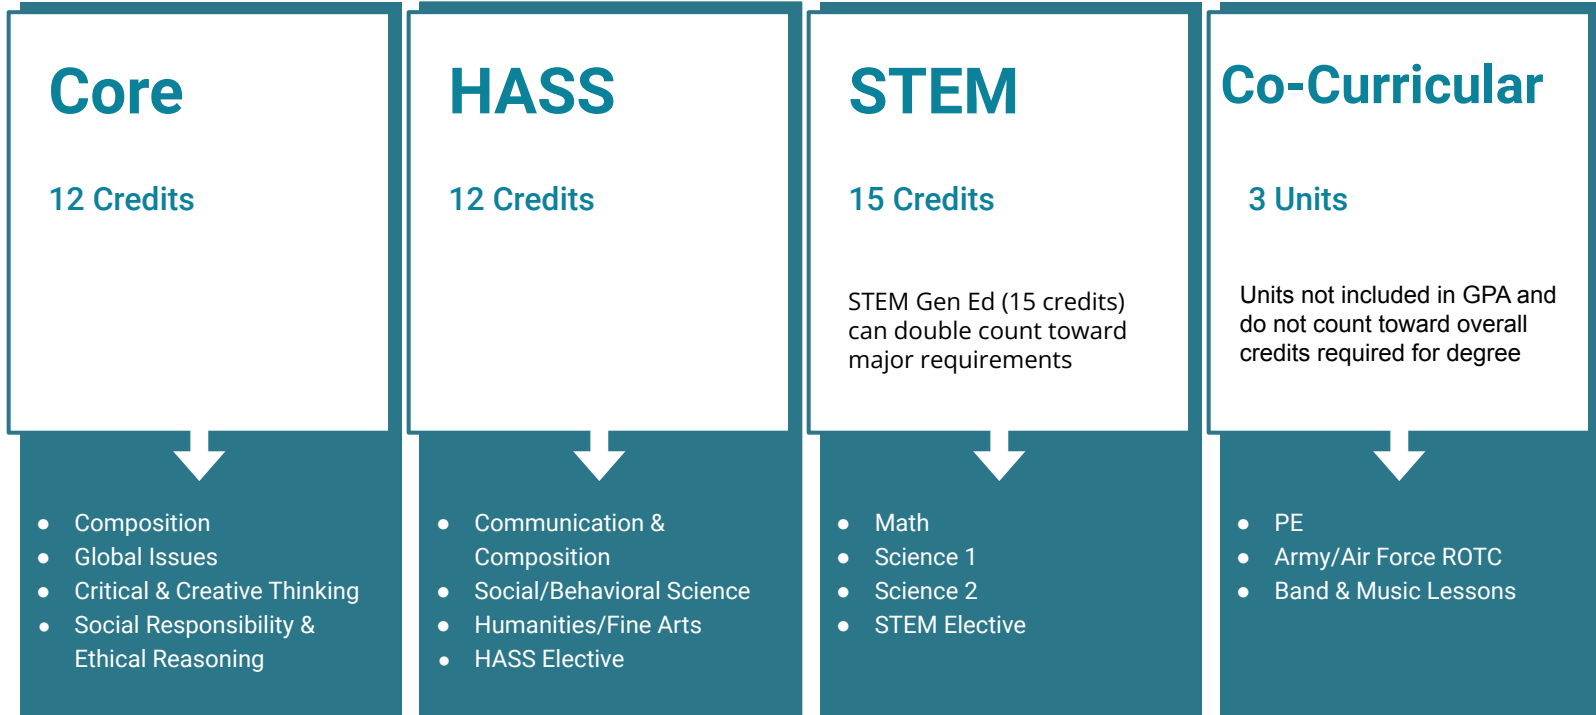 Core
12 Credits
● Composition
● Global Issues
● Critical & Creative Thinking
● Social Responsibility &
Ethical Reasoning
HASS
12 Credits
● Communication &
Composition
● Social/Behavioral Science
● Humanities/Fine Arts
● HASS Elective
STEM
15 Credits
STEM Gen Ed (15 credits)
can double count toward
major requirements
● Math
● Science 1
● Science 2
● STEM Elective
Co-Curricular
3 Units
Units not included in GPA and
do not count toward overall
credits required for degree
● PE
● Army/Air Force ROTC
● Band & Music Lessons